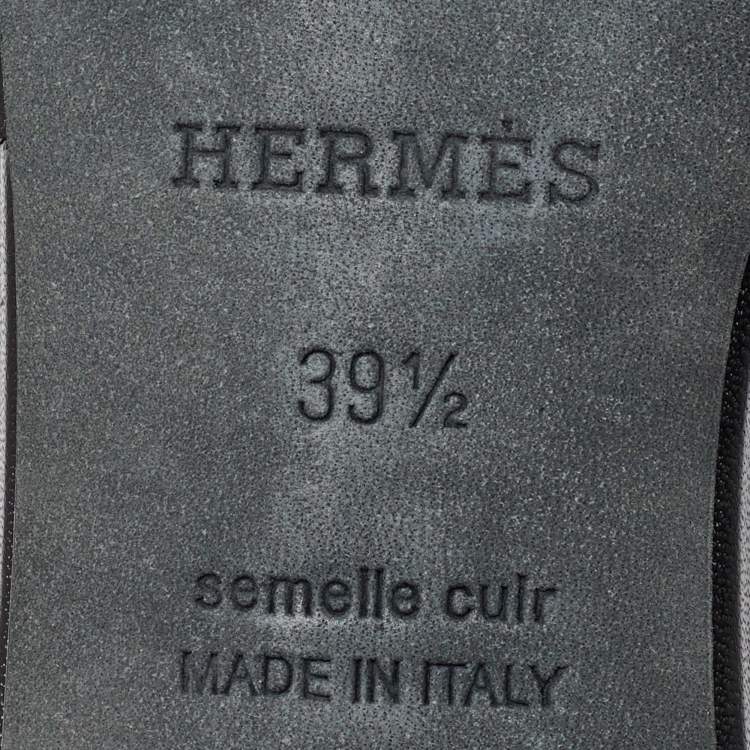 HERMÈS
39½
semelle cuir
MADE IN ITALY